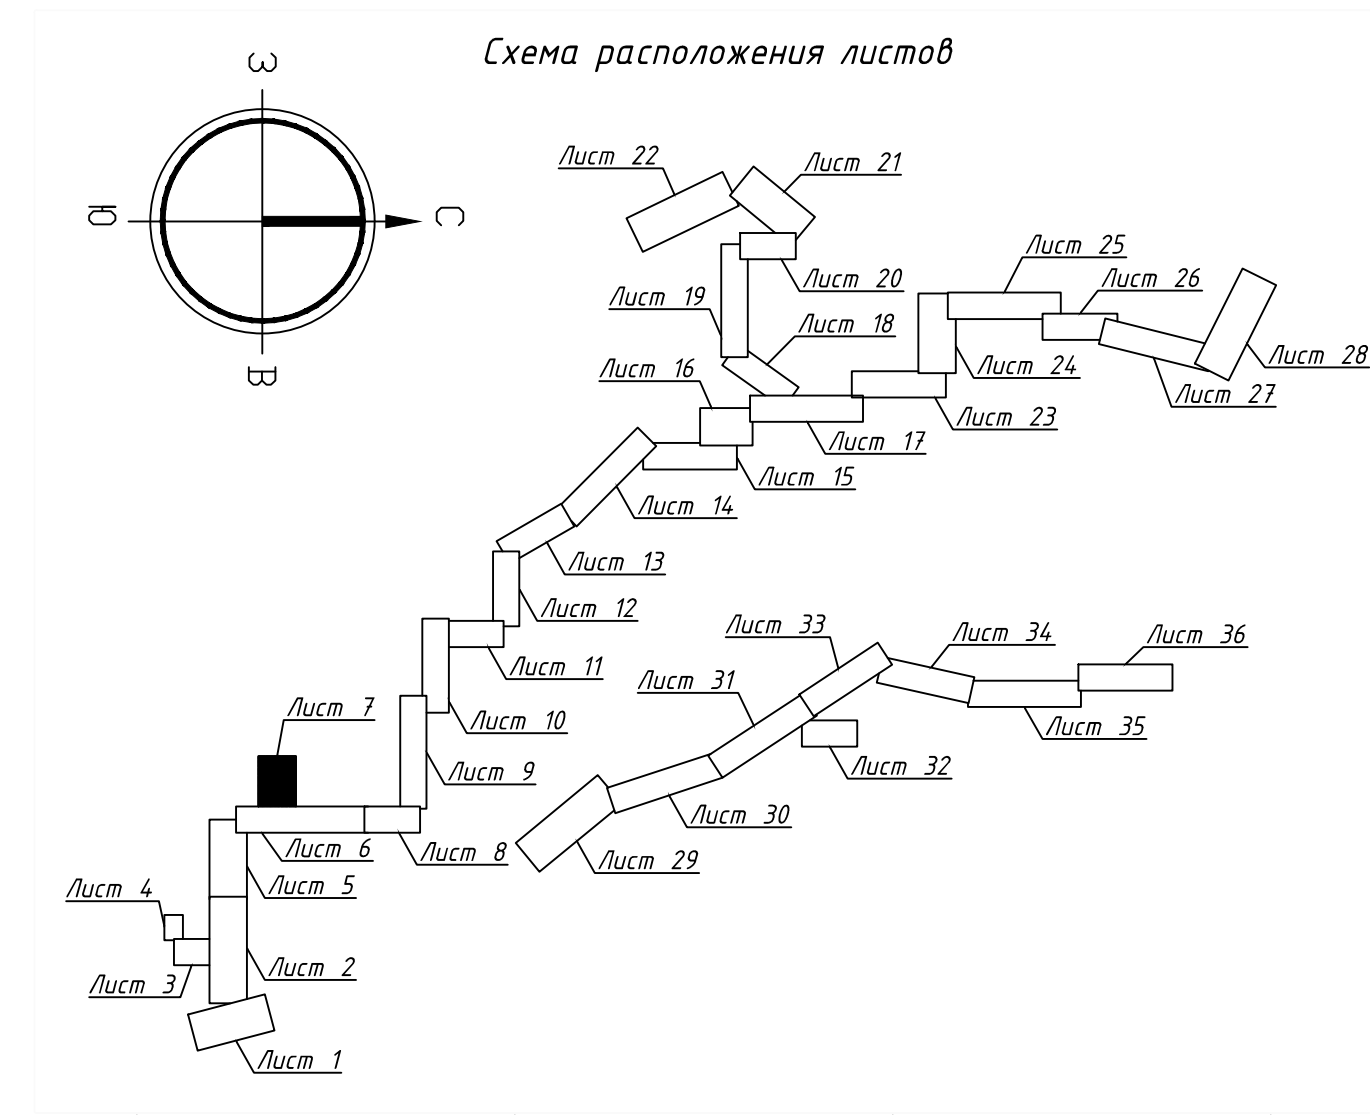 Схема расположения листов
З
Ю
С
В
Лист 22
Лист 21
Лист 25
Лист 26
Лист 20
Лист 19
Лист 18
Лист 28
Лист 16
Лист 24
Лист 27
Лист 23
Лист 17
Лист 15
Лист 14
Лист 13
Лист 12
Лист 33
Лист 34
Лист 36
Лист 11
Лист 31
Лист 7
Лист 10
Лист 35
Лист 9
Лист 32
Лист 30
Лист 6
Лист 8
Лист 29
Лист 4
Лист 5
Лист 2
Лист 3
Лист 1